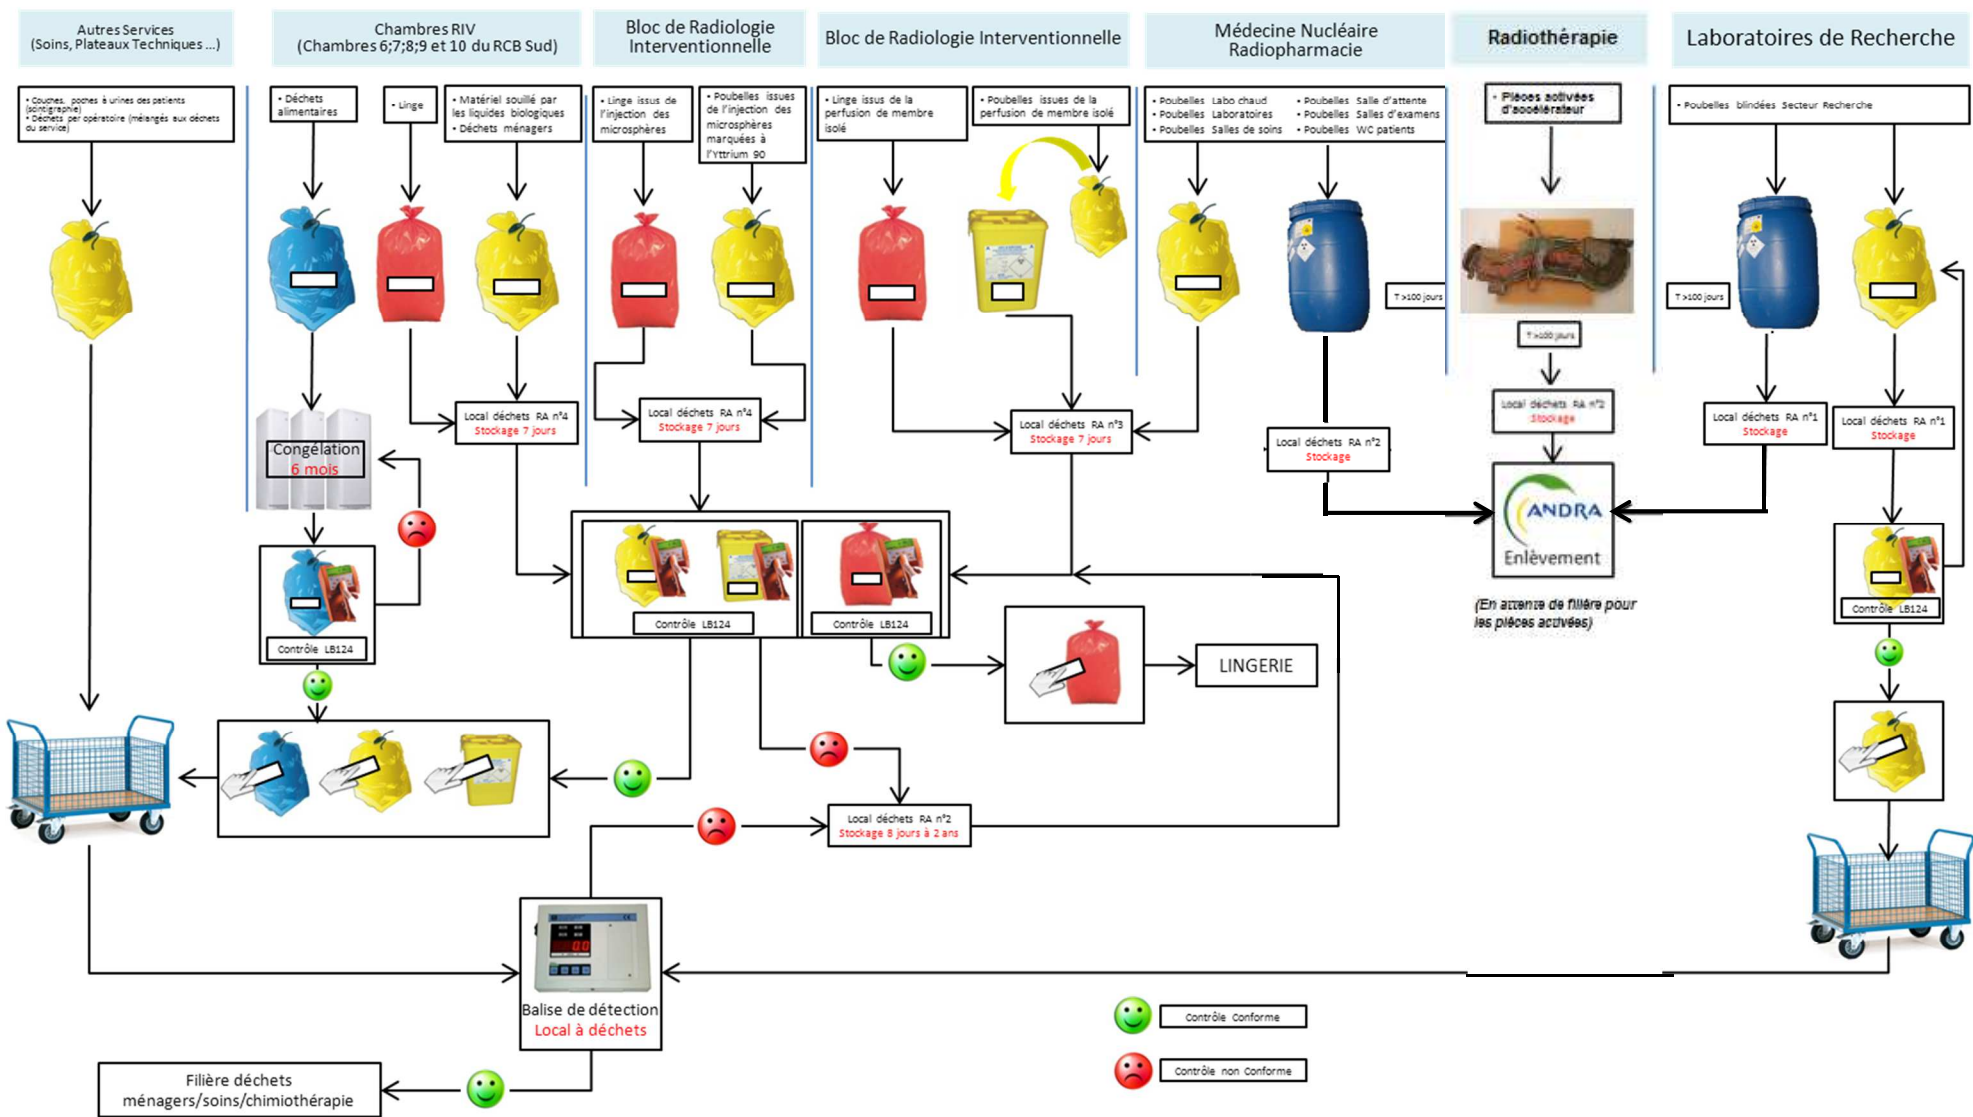 Autres Services
(Soins, Plateaux Techniques ...)
Chambres RIV
(Chambres 6;7;8;9 et 10 du RCB Sud)
Bloc de Radiologie
Interventionnelle
Bloc de Radiologie Interventionnelle
Médecine Nucléaire
Radiopharmacie
Radiothérapie
Laboratoires de Recherche
• Couches, poches à urines des patients
(scintigraphie)
• Déchets per opératoire (mélangés aux déchets
du service)
• Déchets
alimentaires
• Linge
• Matériel souillé par
les liquides biologiques
• Déchets ménagers
• Linge issus de
l'injection des
microsphères
• Poubelles issues
de l'injection des
microsphères
marquées à
l'Yttrium 90
• Linge issus de la
perfusion de membre
isolé
• Poubelles issues de la
perfusion de membre isolé
• Poubelles Labo chaud
• Poubelles Laboratoires
• Poubelles Salles de soins
• Poubelles Salle d'attente
• Poubelles Salles d'examens
• Poubelles WC patients
• Pièces activées
d'accélérateur
• Poubelles blindées Secteur Recherche
T >100 jours
T >100 jours
T >100 jours
Congélation
6 mois
Local déchets RA n°4
Stockage 7 jours
Local déchets RA n°4
Stockage 7 jours
Local déchets RA n°3
Stockage 7 jours
Local déchets RA n°2
Stockage
Local déchets RA n°2
Stockage
Local déchets RA n°1
Stockage
Local déchets RA n°1
Stockage
ANDRA
Enlèvement
(En attente de filière pour
les pièces activées)
Contrôle LB124
Contrôle LB124
Contrôle LB124
Contrôle LB124
LINGERIE
Local déchets RA n°2
Stockage 8 jours à 2 ans
Balise de détection
Local à déchets
Contrôle Conforme
Contrôle non Conforme
Filière déchets
ménagers/soins/chimiothérapie